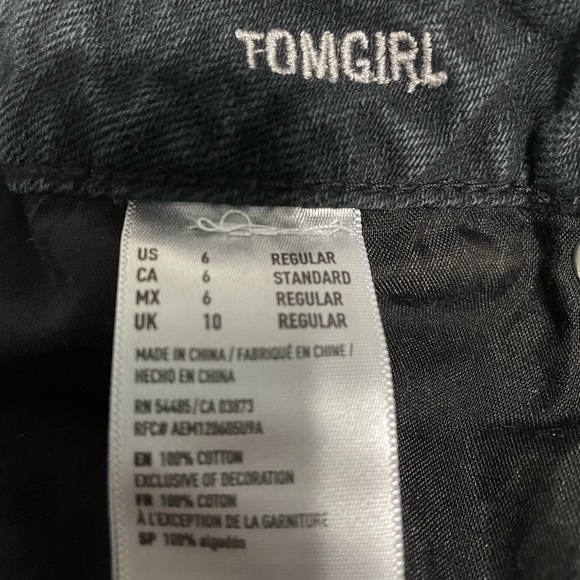 TOMGIRL
US 6 REGULAR
CA 6 STANDARD
MX 6 REGULAR
UK 10 REGULAR
MADE IN CHINA / FABRIQUÉ EN CHINE /
HECHO EN CHINA
RN 54485/CA 03873
RFC# AEM120605U9A
EN 100% COTTON
EXCLUSIVE OF DECORATION
FR 100% COTON
À L'EXCEPTION DE LA GARNITURE
SP 100% algodón